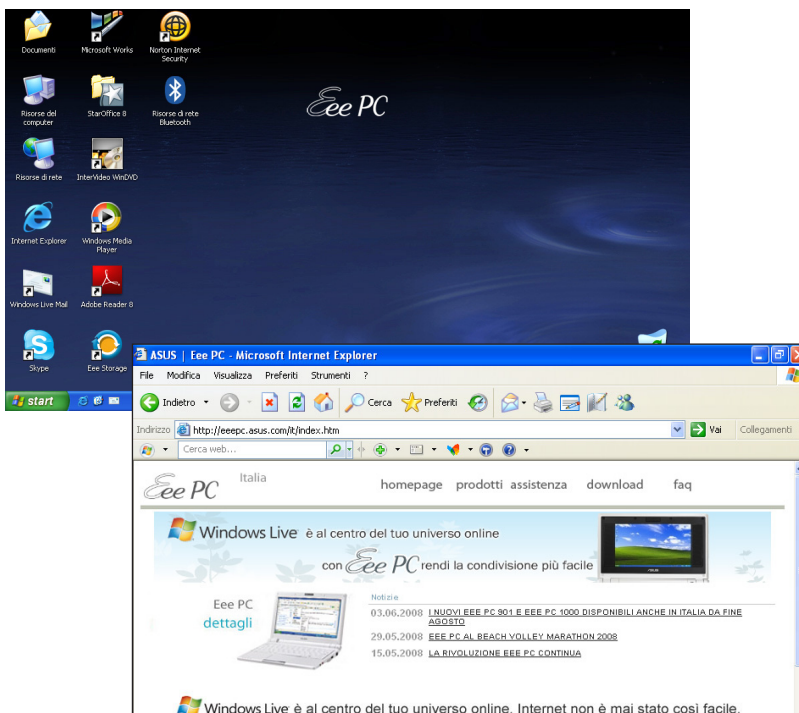 Documenti
Microsoft Works
Norton Internet
Security
Eee PC
Risorse del
computer
StarOffice 8
Risorse di rete
Bluetooth
Risorse di rete
InterVideo WinDVD
Internet Explorer
Windows Media
Player
Windows Live Mail
Adobe Reader 8
Skype
Eee Storage
start
ASUS | Eee PC - Microsoft Internet Explorer
File Modifica Visualizza Preferiti Strumenti ?
Indietro Cerca Preferiti
Indirizzo http://eeepc.asus.com/it/index.htm Vai Collegamenti
Cerca web...
Eee PC Italia homepage prodotti assistenza download faq
Windows Live è al centro del tuo universo online
con Eee PC rendi la condivisione più facile
Eee PC
dettagli
Notizie
03.06.2008 I NUOVI EEE PC 901 E EEE PC 1000 DISPONIBILI ANCHE IN ITALIA DA FINE
AGOSTO
29.05.2008 EEE PC AL BEACH VOLLEY MARATHON 2008
15.05.2008 LA RIVOLUZIONE EEE PC CONTINUA
Windows Live è al centro del tuo universo online. Internet non è mai stato così facile.